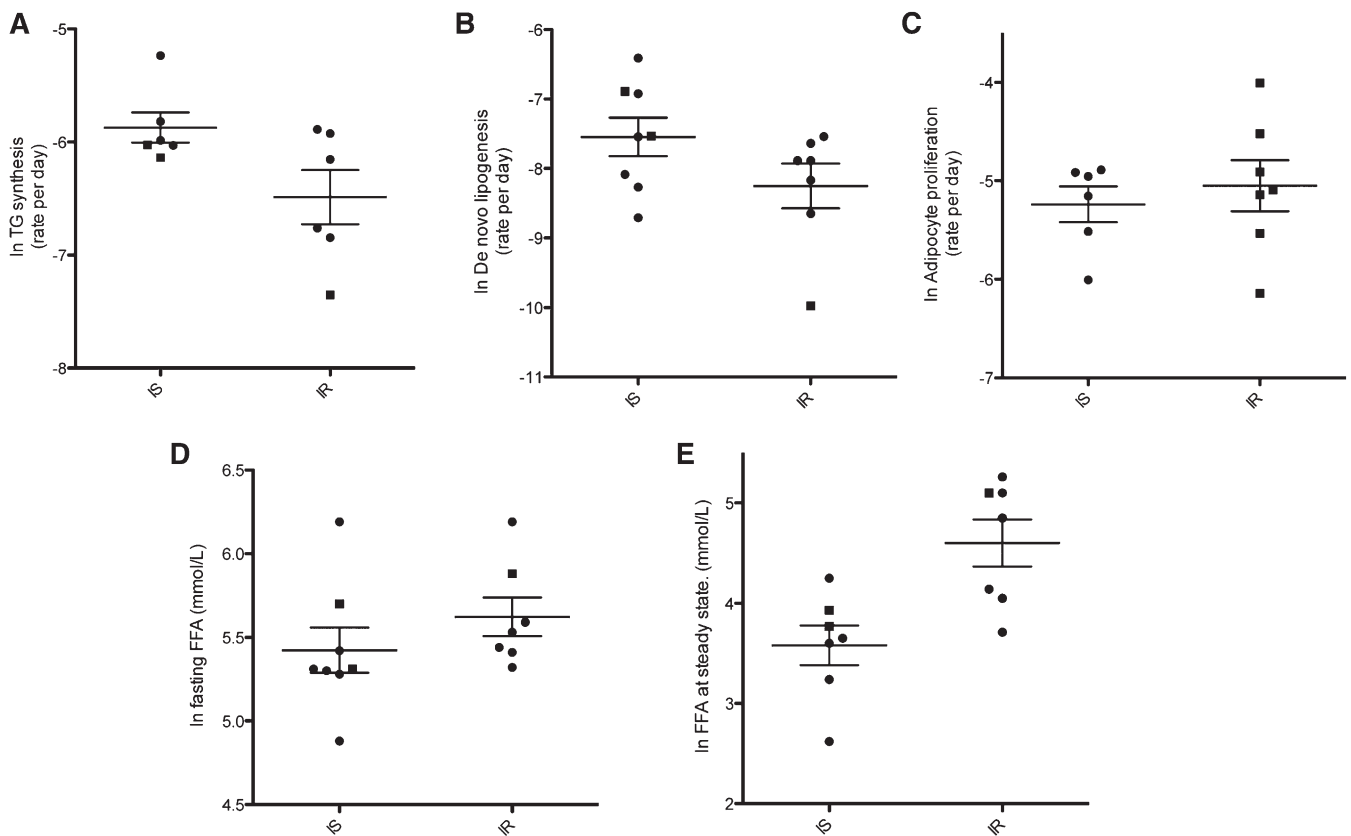 A
ln TG synthesis
(rate per day)
-5
-6
-7
-8
IS
IR
B
ln De novo lipogenesis
(rate per day)
-6
-7
-8
-9
-10
-11
IS
IR
C
ln Adipocyte proliferation
(rate per day)
-4
-5
-6
-7
IS
IR
D
ln fasting FFA (mmol/L)
6.5
6.0
5.5
5.0
4.5
IS
IR
E
ln FFA at steady state. (mmol/L)
5
4
3
2
IS
IR